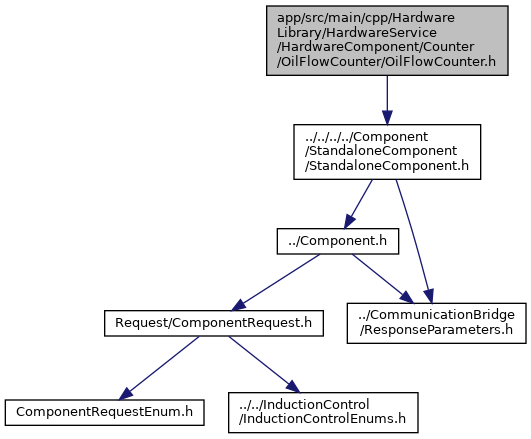 app/src/main/cpp/Hardware
Library/HardwareService
/HardwareComponent/Counter
/OilFlowCounter/OilFlowCounter.h
../../../../Component
/StandaloneComponent
/StandaloneComponent.h
../Component.h
Request/ComponentRequest.h
../CommunicationBridge
/ResponseParameters.h
ComponentRequestEnum.h
../../InductionControl
/InductionControlEnums.h